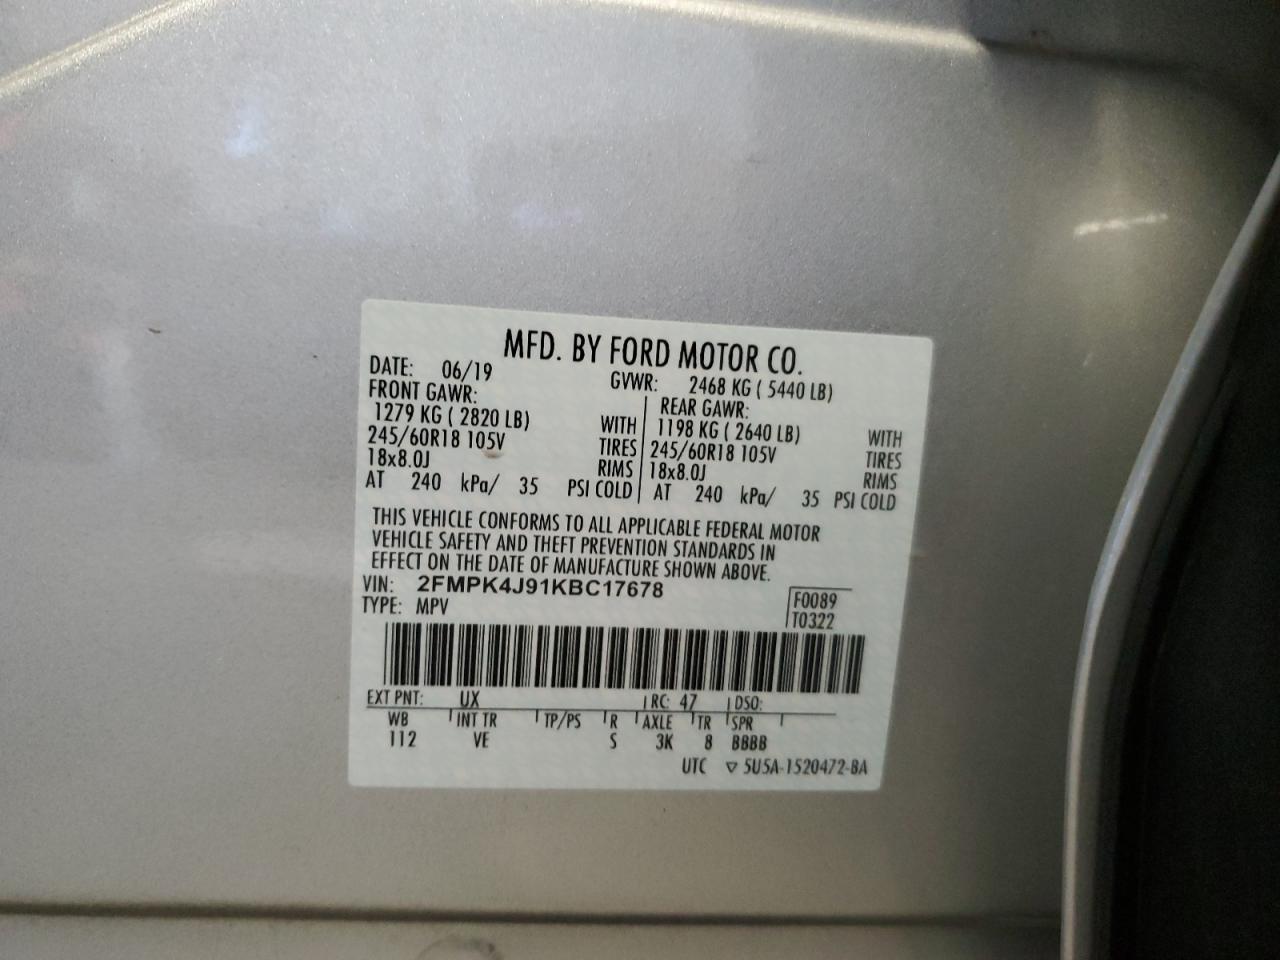 MFD. BY FORD MOTOR CO.
DATE: 06/19 GVWR: 2468 KG ( 5440 LB)
FRONT GAWR: REAR GAWR:
1279 KG ( 2820 LB) WITH 1198 KG ( 2640 LB) WITH
245/60R18 105V TIRES 245/60R18 105V TIRES
18x8.0J RIMS 18x8.0J RIMS
AT 240 kPa/ 35 PSI COLD AT 240 kPa/ 35 PSI COLD
THIS VEHICLE CONFORMS TO ALL APPLICABLE FEDERAL MOTOR
VEHICLE SAFETY AND THEFT PREVENTION STANDARDS IN
EFFECT ON THE DATE OF MANUFACTURE SHOWN ABOVE.
VIN: 2FMPK4J91KBC17678 F0089
TYPE: MPV T0322
EXT PNT: UX RC: 47 DSO:
WB INT TR TP/PS R AXLE TR SPR
112 VE S 3K 8 BBBB
UTC ▽ 5U5A-1520472-BA